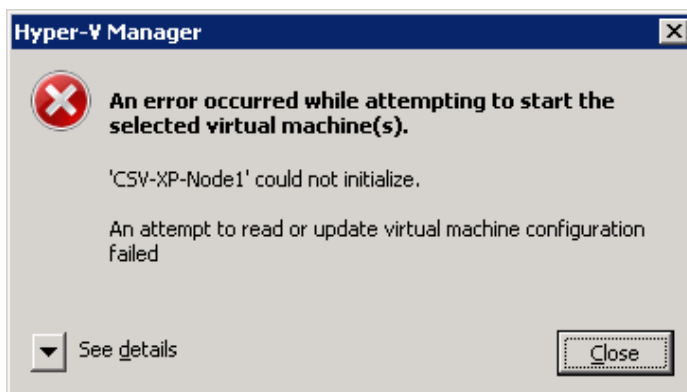 Hyper-V Manager
An error occurred while attempting to start the
selected virtual machine(s).
'CSV-XP-Node1' could not initialize.
An attempt to read or update virtual machine configuration
failed
See details
Close